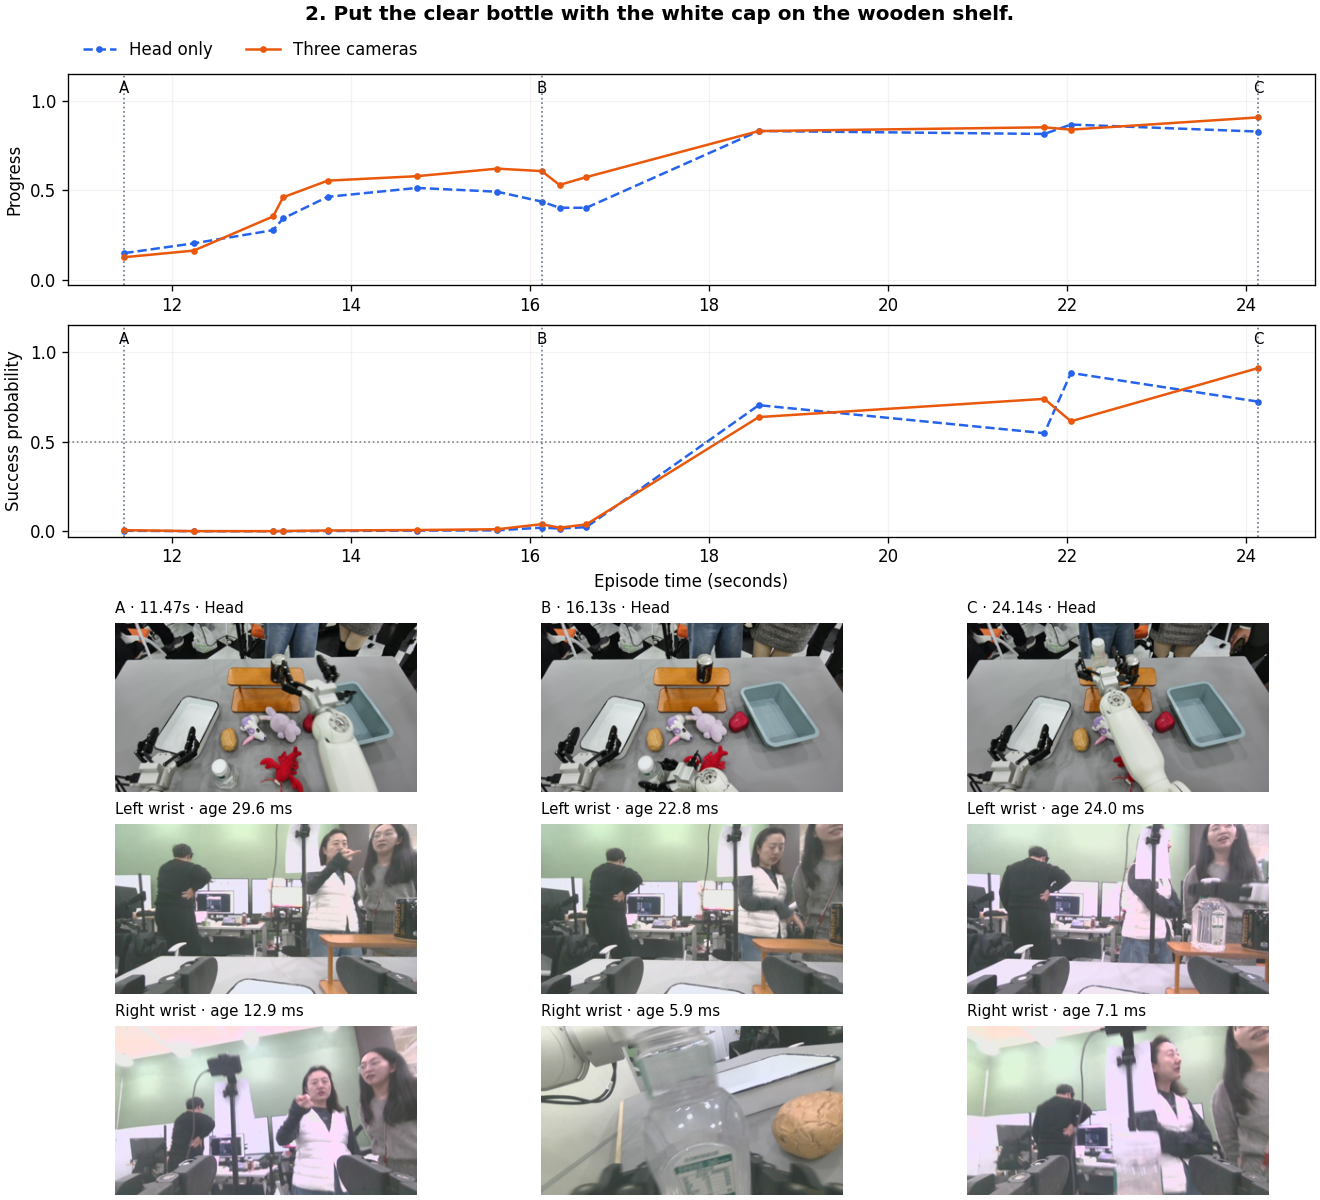 2. Put the clear bottle with the white cap on the wooden shelf.
Head only
Three cameras
A
B
C
Progress
1.0
0.5
0.0
12
14
16
18
20
22
24
A
B
C
Success probability
1.0
0.5
0.0
12
14
16
18
20
22
24
Episode time (seconds)
A · 11.47s · Head
B · 16.13s · Head
C · 24.14s · Head
Left wrist · age 29.6 ms
Left wrist · age 22.8 ms
Left wrist · age 24.0 ms
Right wrist · age 12.9 ms
Right wrist · age 5.9 ms
Right wrist · age 7.1 ms